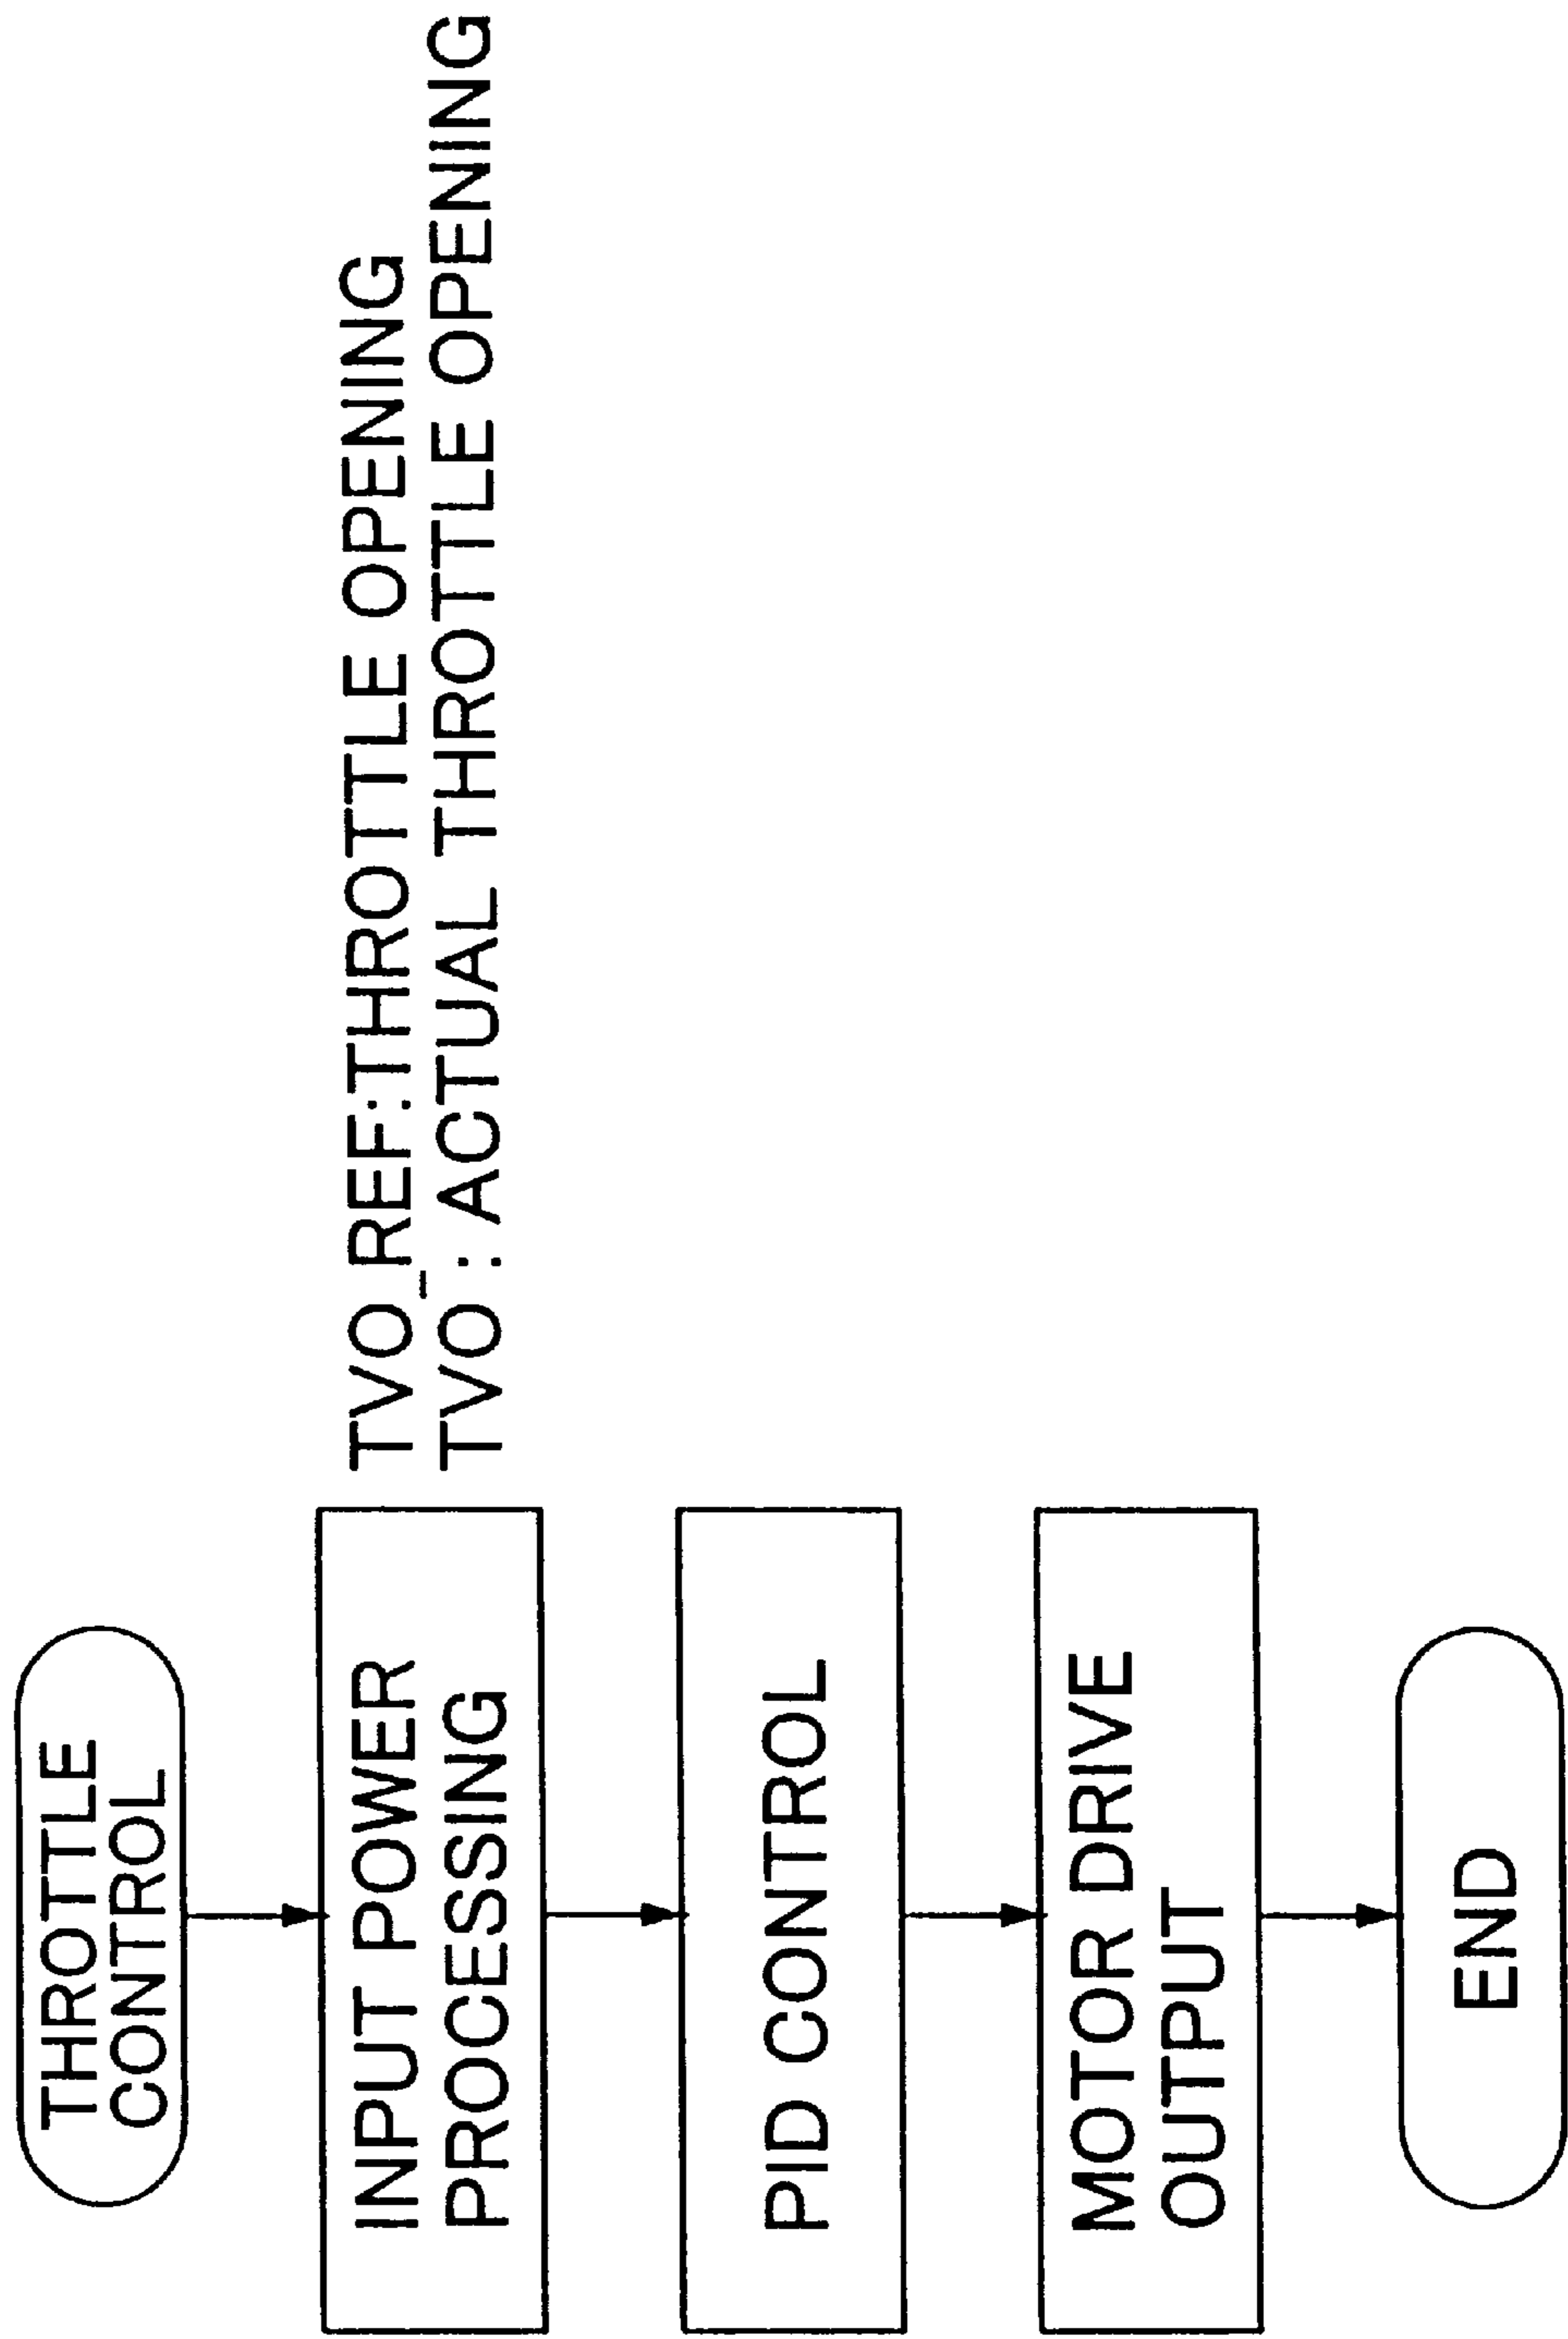 THROTTLE
CONTROL
INPUT POWER
PROCESSING
TVO_REF:THROTTLE OPENING
TVO : ACTUAL THROTTLE OPENING
PID CONTROL
MOTOR DRIVE
OUTPUT
END